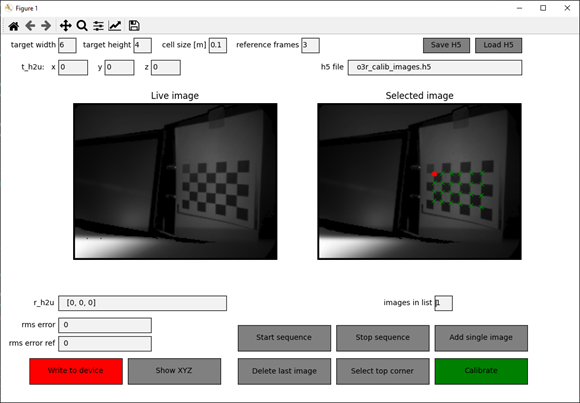 Figure 1
target width 6 target height 4 cell size [m] 0.1 reference frames 3 Save H5 Load H5
t_h2u: x 0 y 0 z 0 h5 file o3r_calib_images.h5
Live image Selected image
r_h2u [0, 0, 0] images in list 1
rms error 0
rms error ref 0
Start sequence Stop sequence Add single image
Write to device Show XYZ Delete last image Select top corner Calibrate